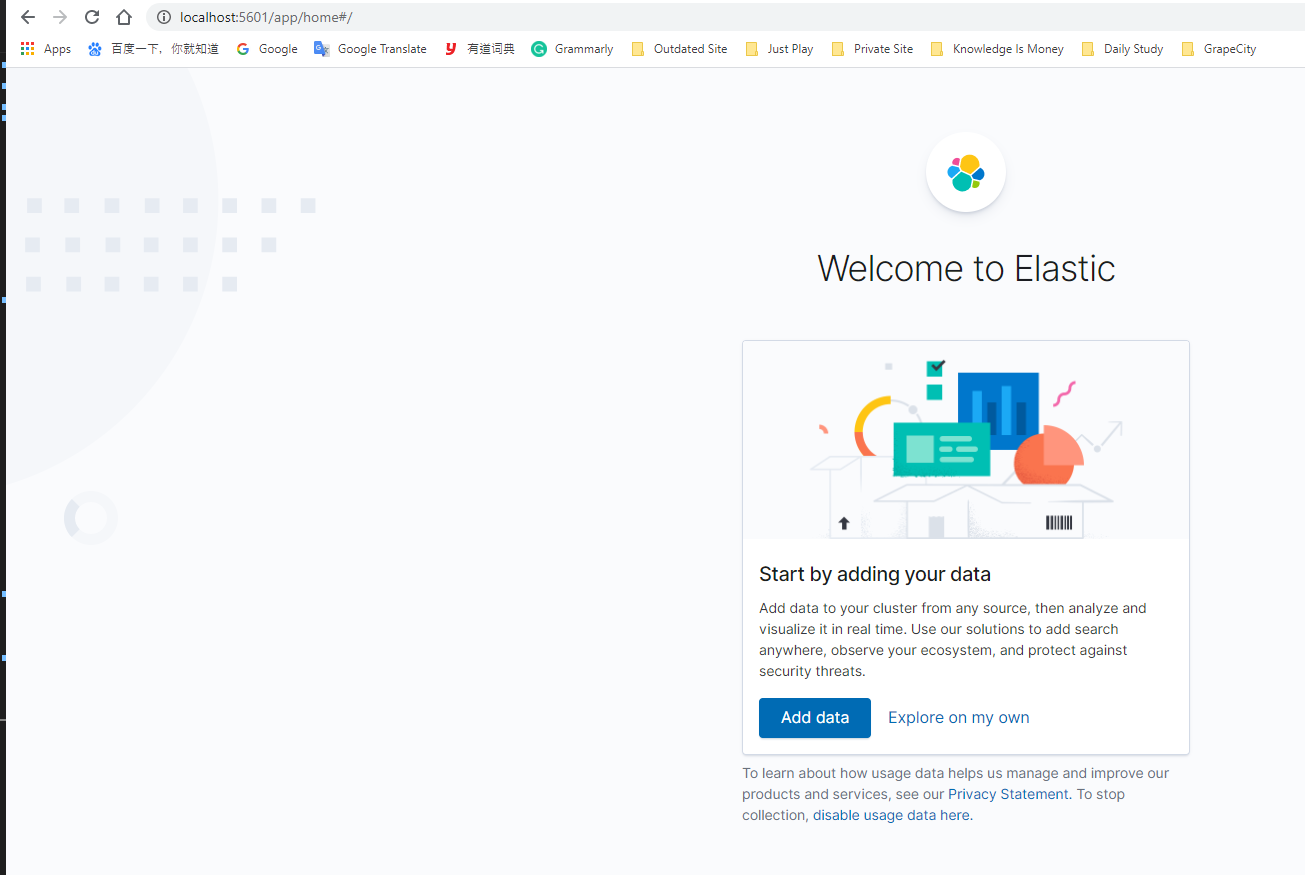 localhost:5601/app/home#/
Apps 百度一下，你就知道 Google Google Translate 有道词典 Grammarly Outdated Site Just Play Private Site Knowledge Is Money Daily Study GrapeCity
Welcome to Elastic
Start by adding your data
Add data to your cluster from any source, then analyze and
visualize it in real time. Use our solutions to add search
anywhere, observe your ecosystem, and protect against
security threats.
Add data Explore on my own
To learn about how usage data helps us manage and improve our
products and services, see our Privacy Statement. To stop
collection, disable usage data here.